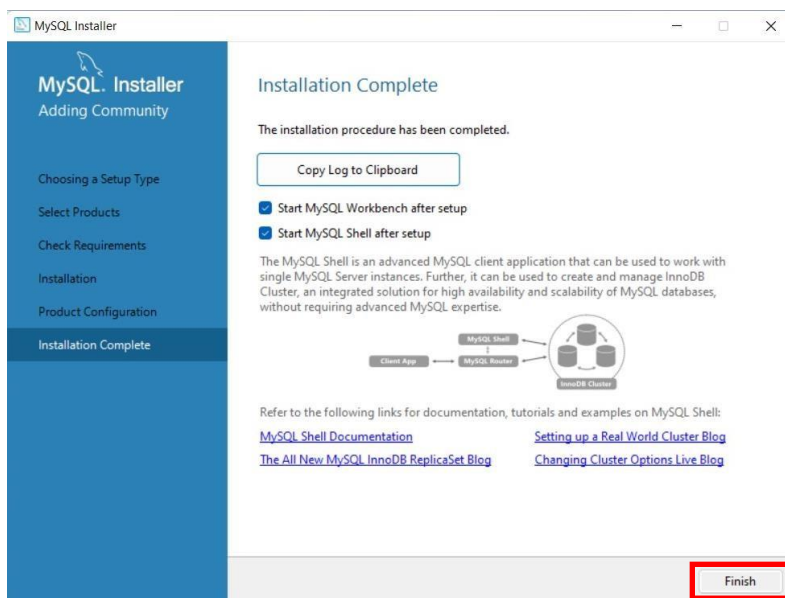 MySQL Installer
MySQL. Installer
Adding Community
Choosing a Setup Type
Select Products
Check Requirements
Installation
Product Configuration
Installation Complete
Installation Complete
The installation procedure has been completed.
Copy Log to Clipboard
Start MySQL Workbench after setup
Start MySQL Shell after setup
The MySQL Shell is an advanced MySQL client application that can be used to work with
single MySQL Server instances. Further, it can be used to create and manage InnoDB
Cluster, an integrated solution for high availability and scalability of MySQL databases,
without requiring advanced MySQL expertise.
MySQL Shell
Client App
MySQL Router
InnoDB Cluster
Refer to the following links for documentation, tutorials and examples on MySQL Shell:
MySQL Shell Documentation
Setting up a Real World Cluster Blog
The All New MySQL InnoDB ReplicaSet Blog
Changing Cluster Options Live Blog
Finish